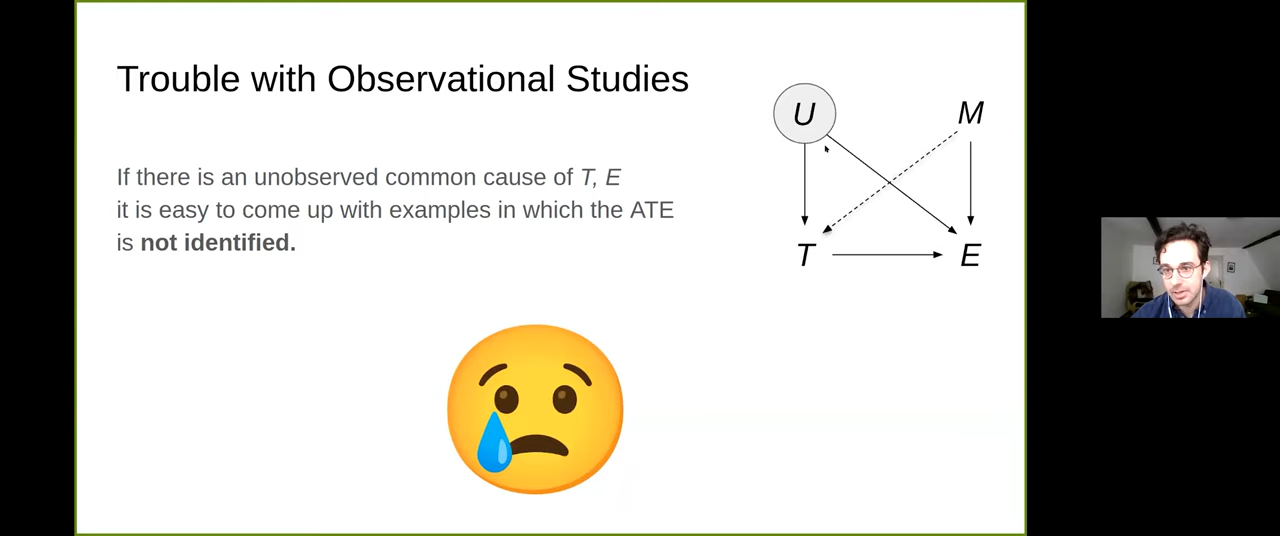 Trouble with Observational Studies
U
M
If there is an unobserved common cause of T, E
it is easy to come up with examples in which the ATE
is not identified.
T
E